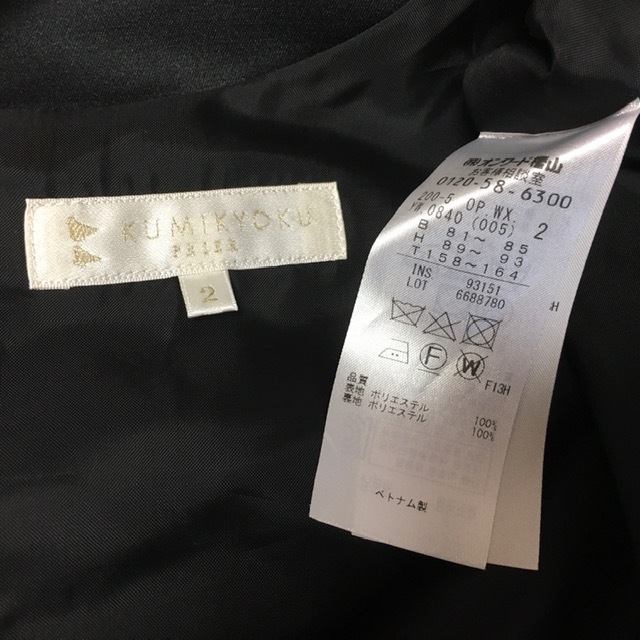 KUMIKYOKU
PRIER
2
㈱オンワード樫山
お客様相談室
0120-58-6300
200-5 OP.WX.
VM 0840 (005) 2
B 81～ 85
H 89～ 93
T158～164
INS 93151
LOT 6688780 H
F W F13H
品質
表地 ポリエステル 100%
裏地 ポリエステル 100%
ベトナム製